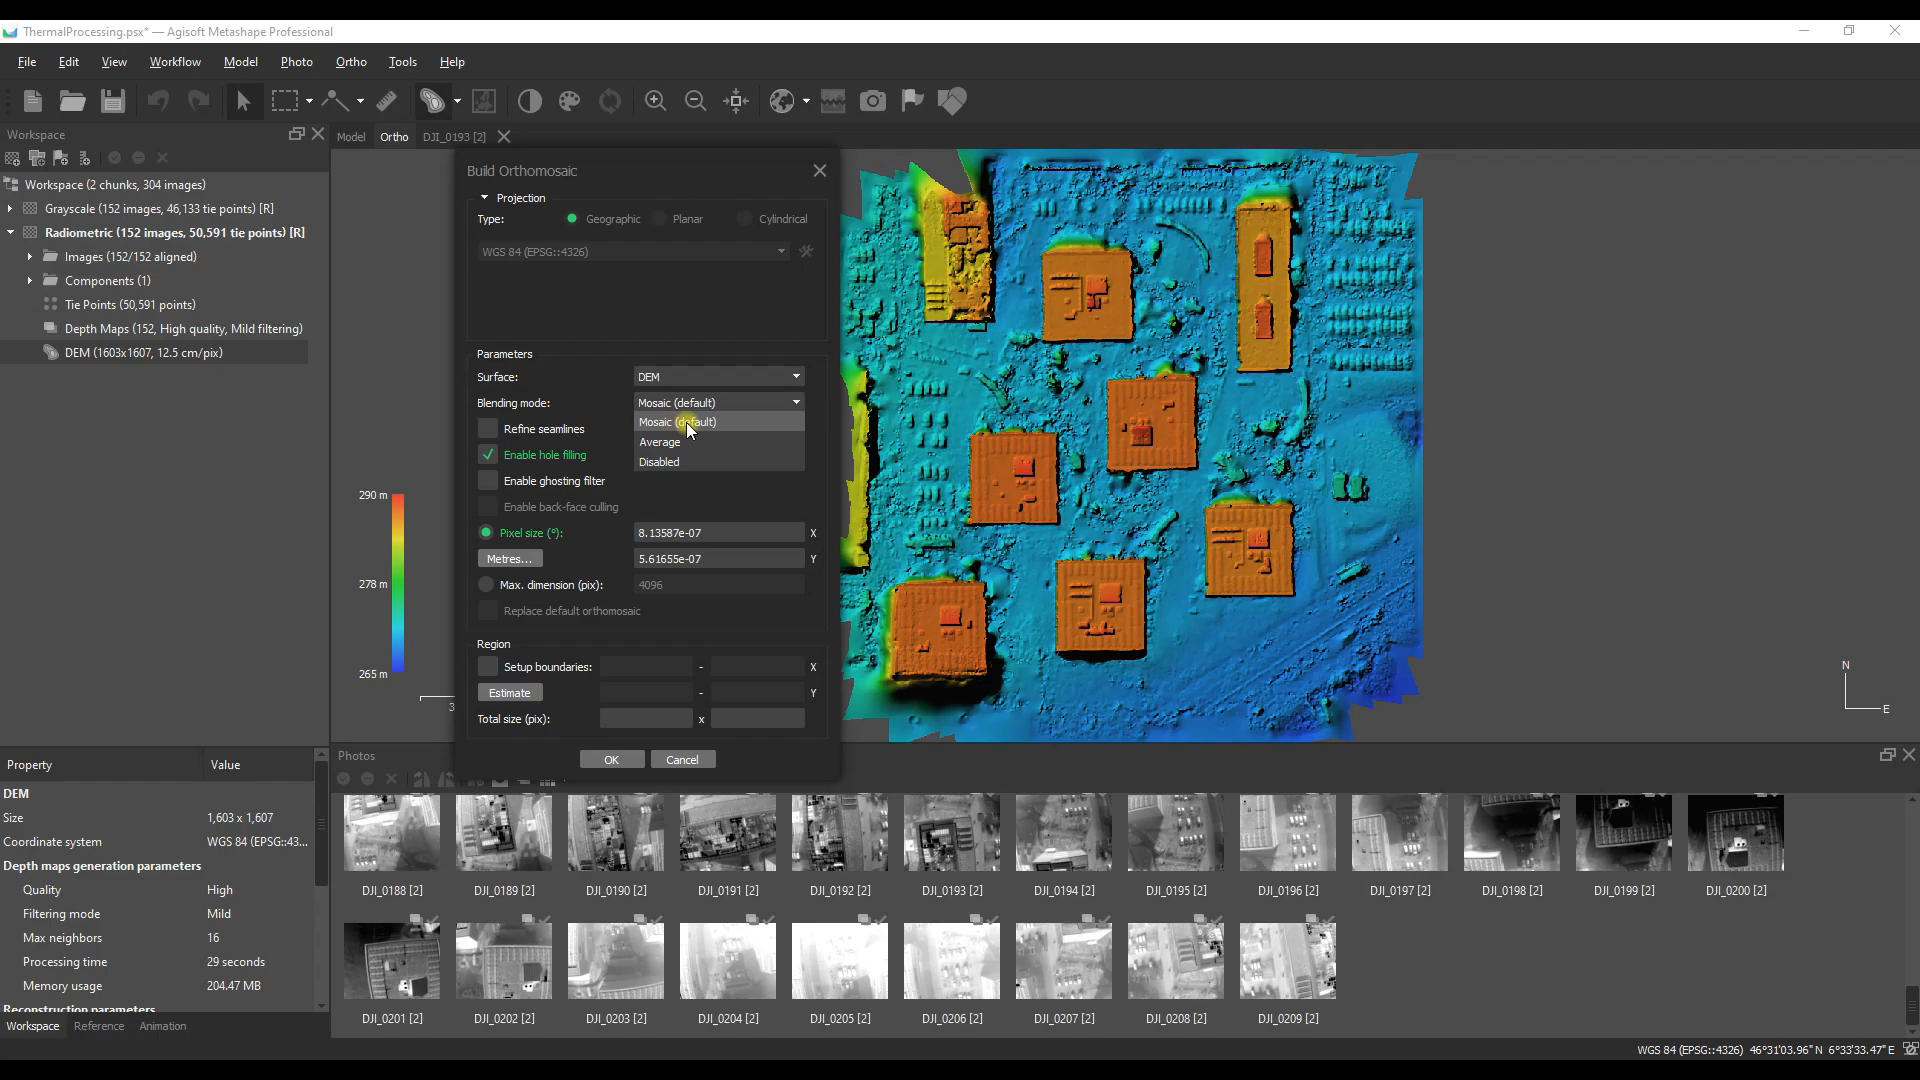 ThermalProcessing.psx* — Agisoft Metashape Professional
File Edit View Workflow Model Photo Ortho Tools Help
Workspace
Model Ortho DJI_0193 [2]
Workspace (2 chunks, 304 images)
Grayscale (152 images, 46,133 tie points) [R]
Radiometric (152 images, 50,591 tie points) [R]
Images (152/152 aligned)
Components (1)
Tie Points (50,591 points)
Depth Maps (152, High quality, Mild filtering)
DEM (1603x1607, 12.5 cm/pix)
290 m
278 m
265 m
3
Build Orthomosaic
Projection
Type: Geographic Planar Cylindrical
WGS 84 (EPSG::4326)
Parameters
Surface: DEM
Blending mode: Mosaic (default)
Mosaic (default)
Average
Disabled
Refine seamlines
Enable hole filling
Enable ghosting filter
Enable back-face culling
Pixel size (°): 8.13587e-07 X
Metres... 5.61655e-07 Y
Max. dimension (pix): 4096
Replace default orthomosaic
Region
Setup boundaries: - X
Estimate - Y
Total size (pix): x
OK Cancel
N
E
Property Value
DEM
Size 1,603 x 1,607
Coordinate system WGS 84 (EPSG::43...
Depth maps generation parameters
Quality High
Filtering mode Mild
Max neighbors 16
Processing time 29 seconds
Memory usage 204.47 MB
Reconstruction parameters
Workspace Reference Animation
Photos
DJI_0188 [2] DJI_0189 [2] DJI_0190 [2] DJI_0191 [2] DJI_0192 [2] DJI_0193 [2] DJI_0194 [2] DJI_0195 [2] DJI_0196 [2] DJI_0197 [2] DJI_0198 [2] DJI_0199 [2] DJI_0200 [2]
DJI_0201 [2] DJI_0202 [2] DJI_0203 [2] DJI_0204 [2] DJI_0205 [2] DJI_0206 [2] DJI_0207 [2] DJI_0208 [2] DJI_0209 [2]
WGS 84 (EPSG::4326) 46°31'03.96" N 6°33'33.47" E